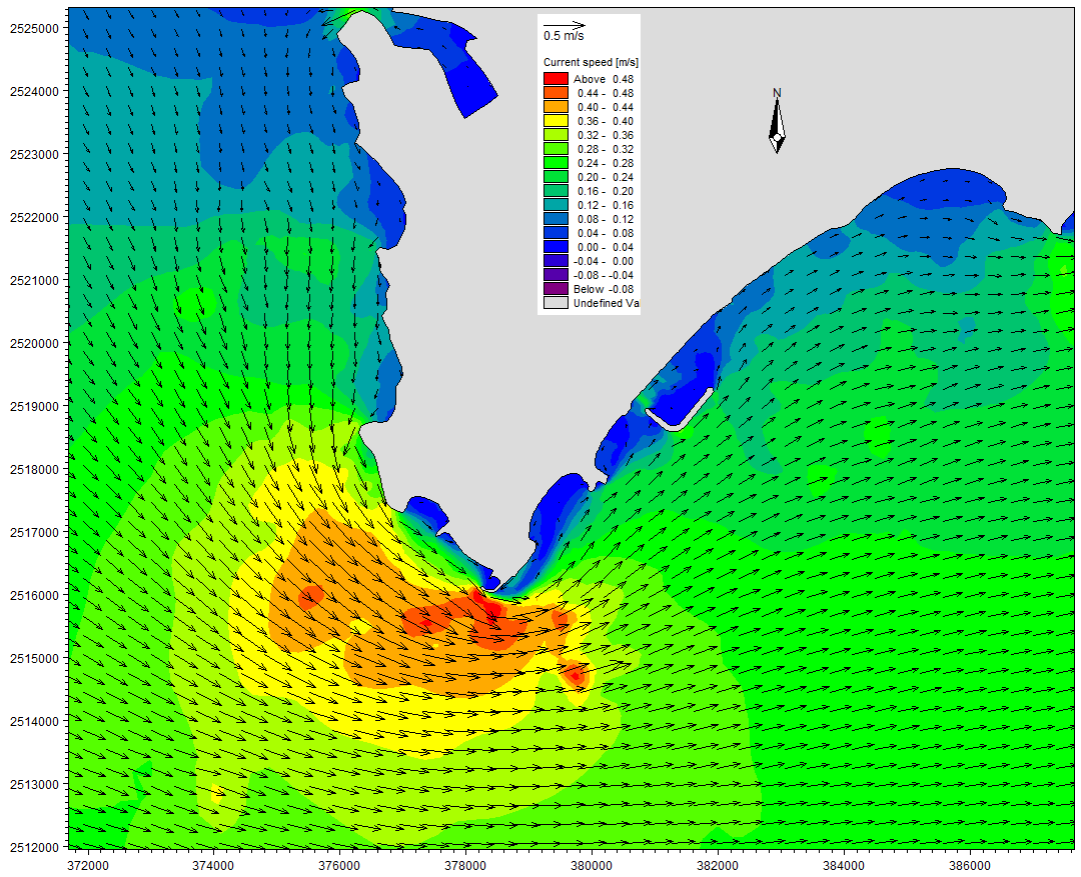 0.5 m/s
Current speed [m/s]
Above 0.48
0.44 - 0.48
0.40 - 0.44
0.36 - 0.40
0.32 - 0.36
0.28 - 0.32
0.24 - 0.28
0.20 - 0.24
0.16 - 0.20
0.12 - 0.16
0.08 - 0.12
0.04 - 0.08
0.00 - 0.04
-0.04 - 0.00
-0.08 - -0.04
Below -0.08
Undefined Va
N
2525000
2524000
2523000
2522000
2521000
2520000
2519000
2518000
2517000
2516000
2515000
2514000
2513000
2512000
372000 374000 376000 378000 380000 382000 384000 386000